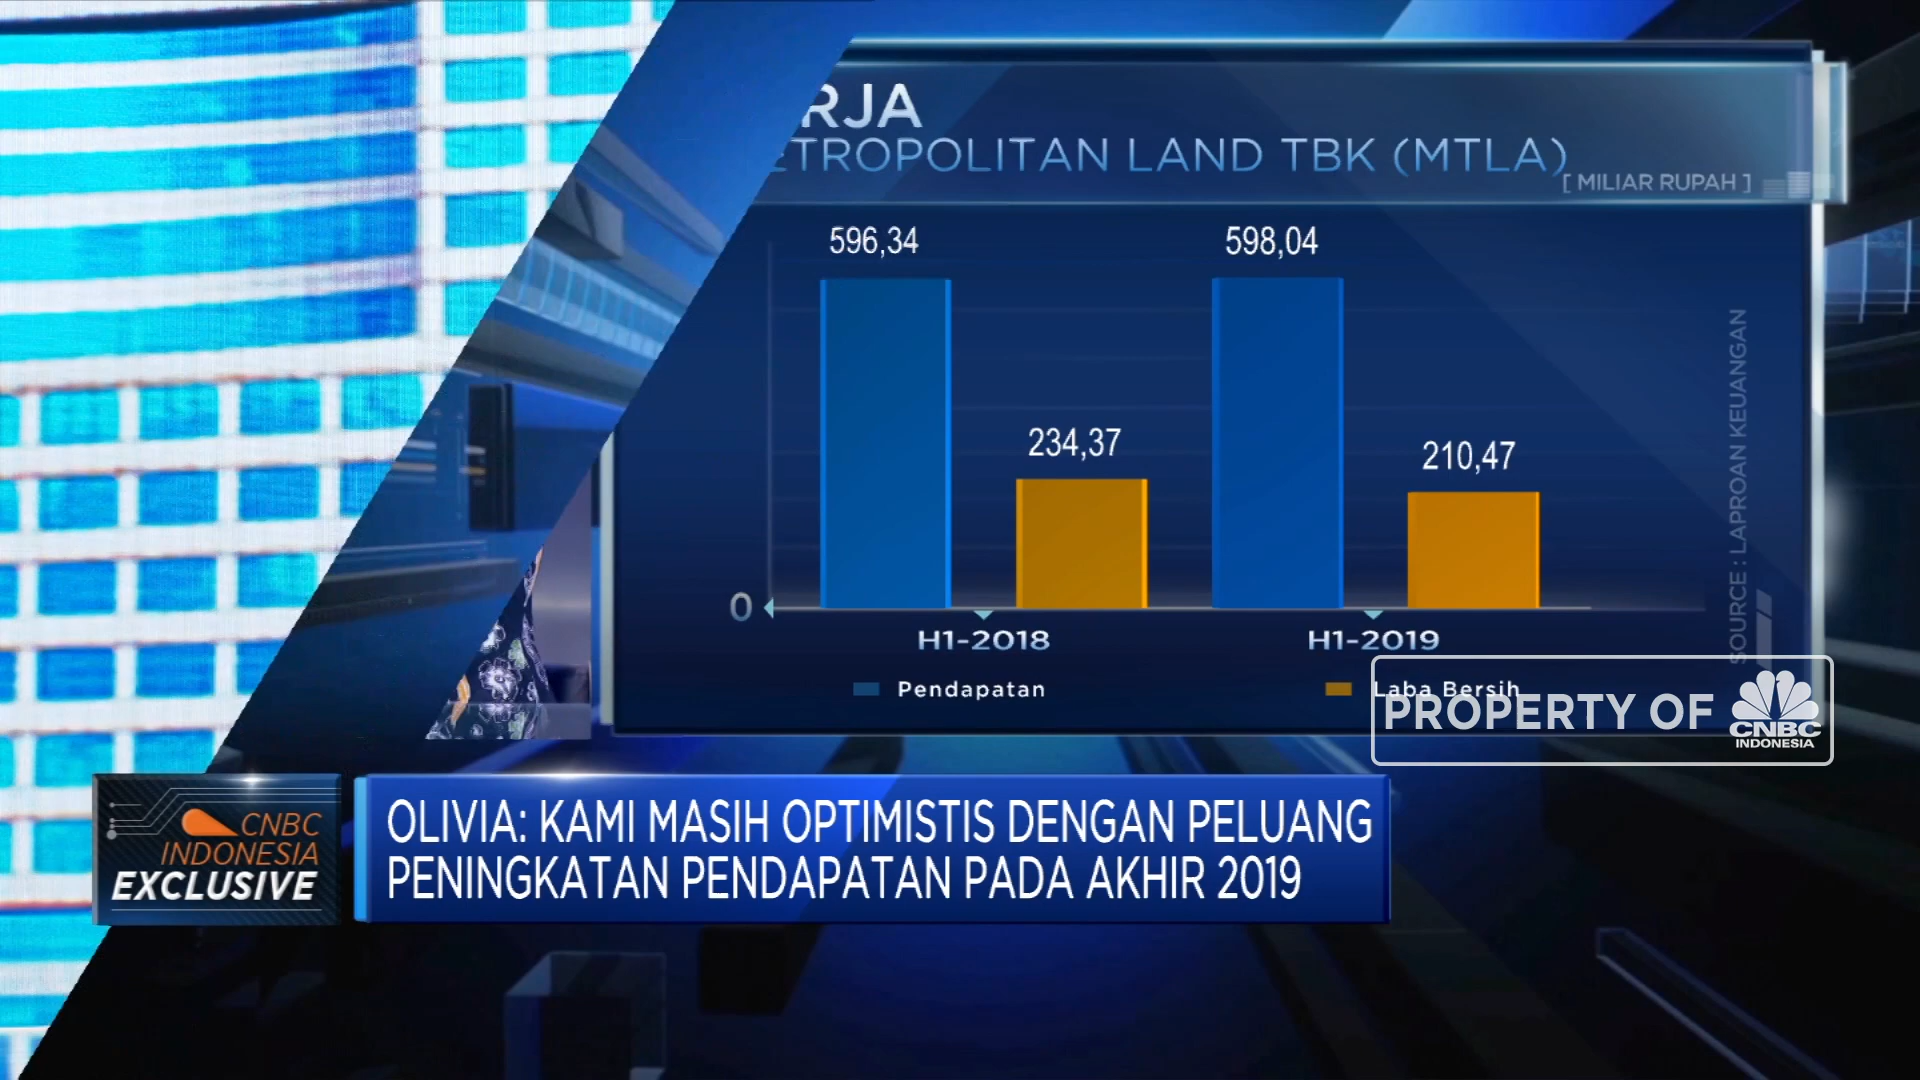 RJA
ETROPOLITAN LAND TBK (MTLA)
[ MILIAR RUPAH ]
596,34
598,04
234,37
210,47
0
H1-2018
H1-2019
Pendapatan
Laba Bersih
SOURCE : LAPROAN KEUANGAN
PROPERTY OF CNBC INDONESIA
CNBC
INDONESIA
EXCLUSIVE
OLIVIA: KAMI MASIH OPTIMISTIS DENGAN PELUANG
PENINGKATAN PENDAPATAN PADA AKHIR 2019